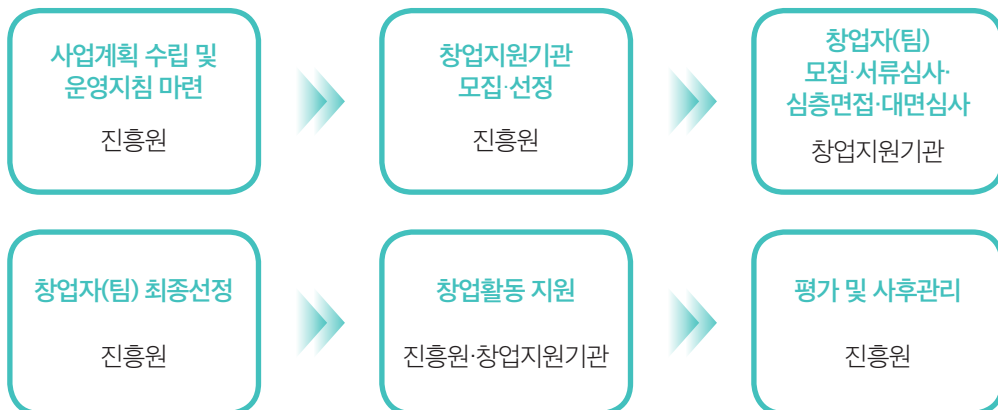 사업계획 수립 및
운영지침 마련
진흥원
창업지원기관
모집·선정
진흥원
창업자(팀)
모집·서류심사·
심층면접·대면심사
창업지원기관
창업자(팀) 최종선정
진흥원
창업활동 지원
진흥원·창업지원기관
평가 및 사후관리
진흥원